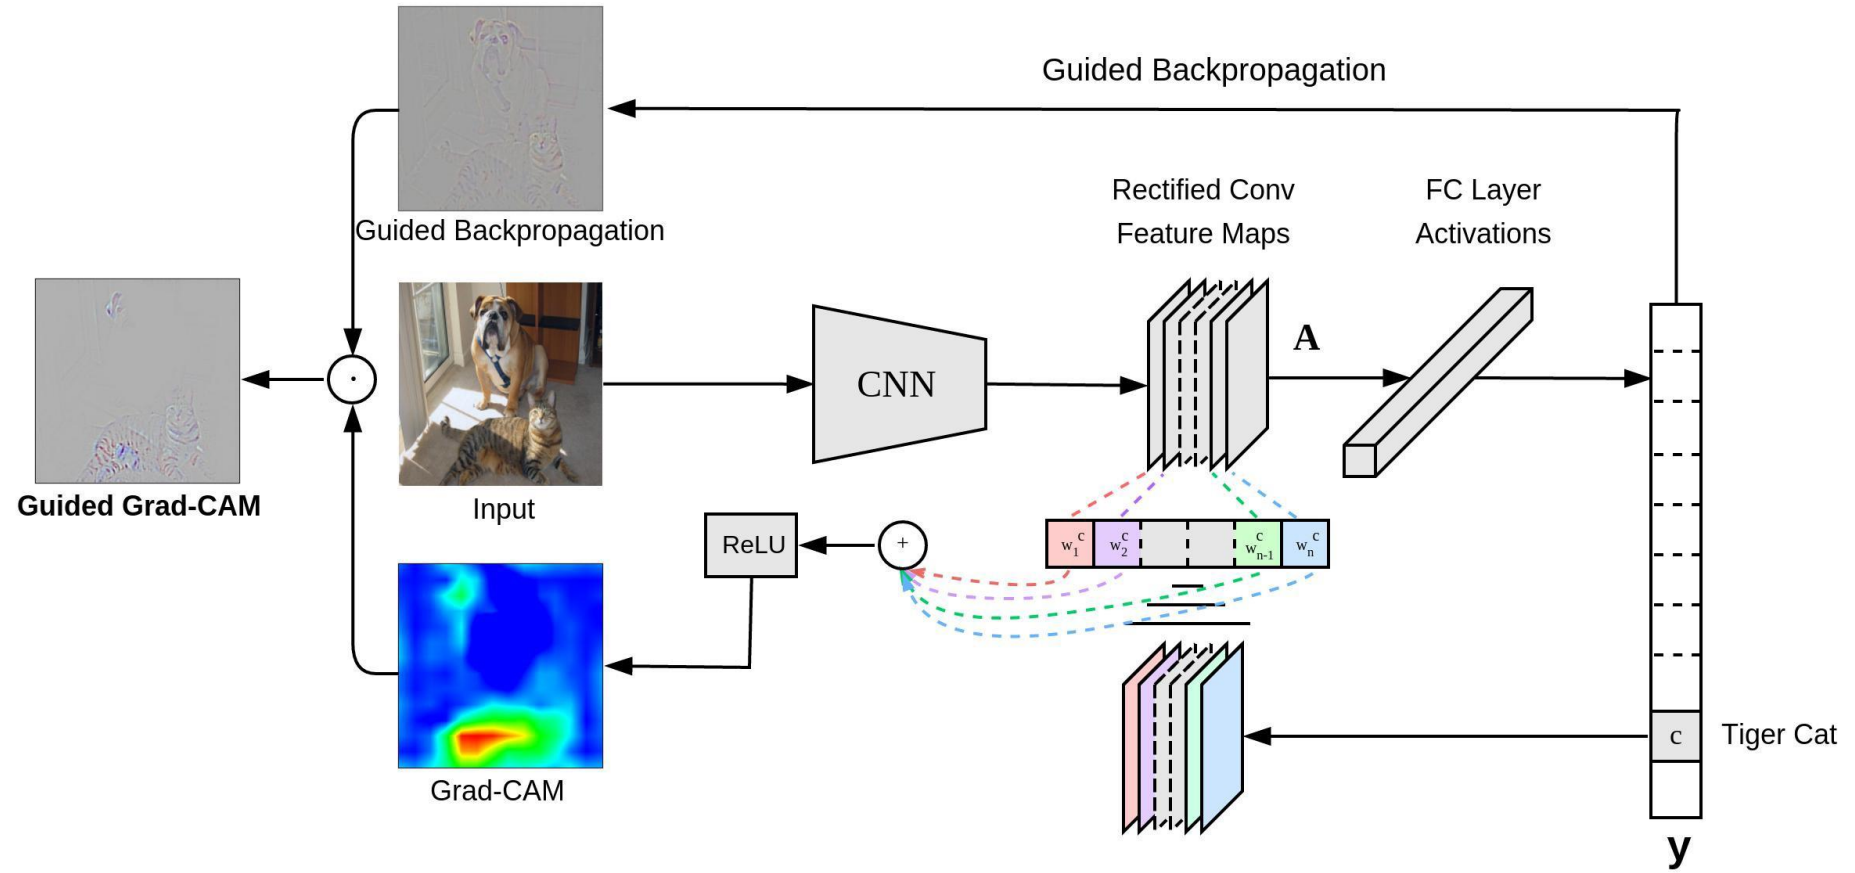 Guided Backpropagation
Guided Backpropagation
Rectified Conv
Feature Maps
FC Layer
Activations
A
CNN
Input
Guided Grad-CAM
ReLU
+
w₁ᶜ
w₂ᶜ
wₙ₋₁ᶜ
wₙᶜ
Grad-CAM
c
Tiger Cat
y